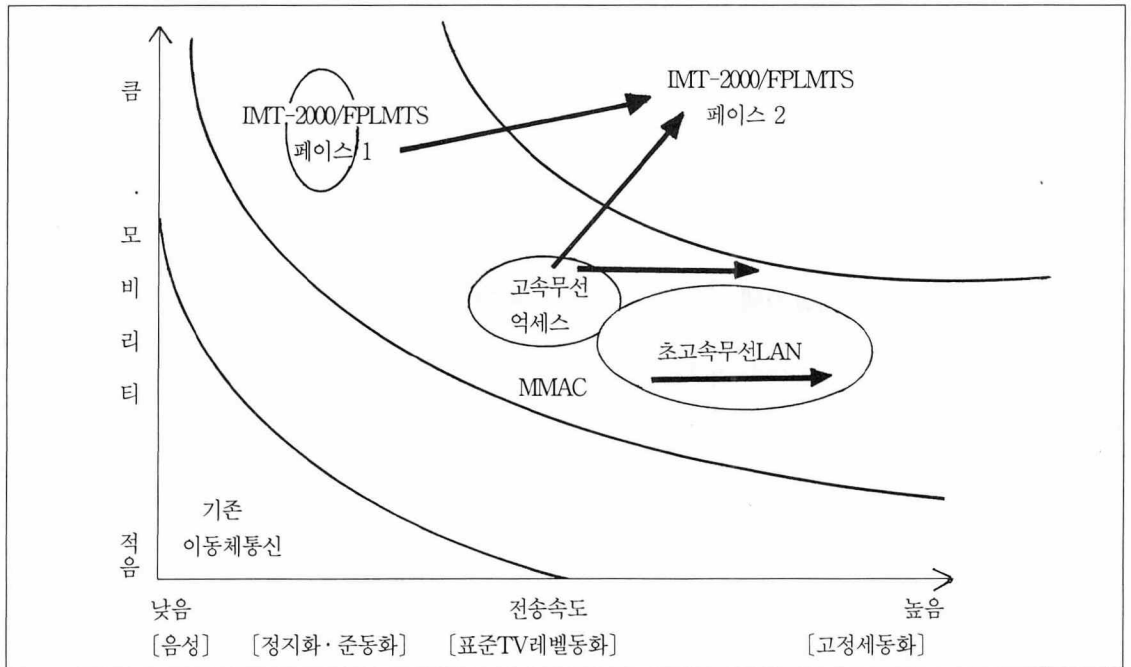 큼
·
모
비
리
티
적
음
IMT-2000/FPLMTS
페이스 1
IMT-2000/FPLMTS
페이스 2
고속무선
억세스
초고속무선LAN
MMAC
기존
이동체통신
낮음
전송속도
높음
[음성]
[정지화·준동화]
[표준TV레벨동화]
[고정세동화]